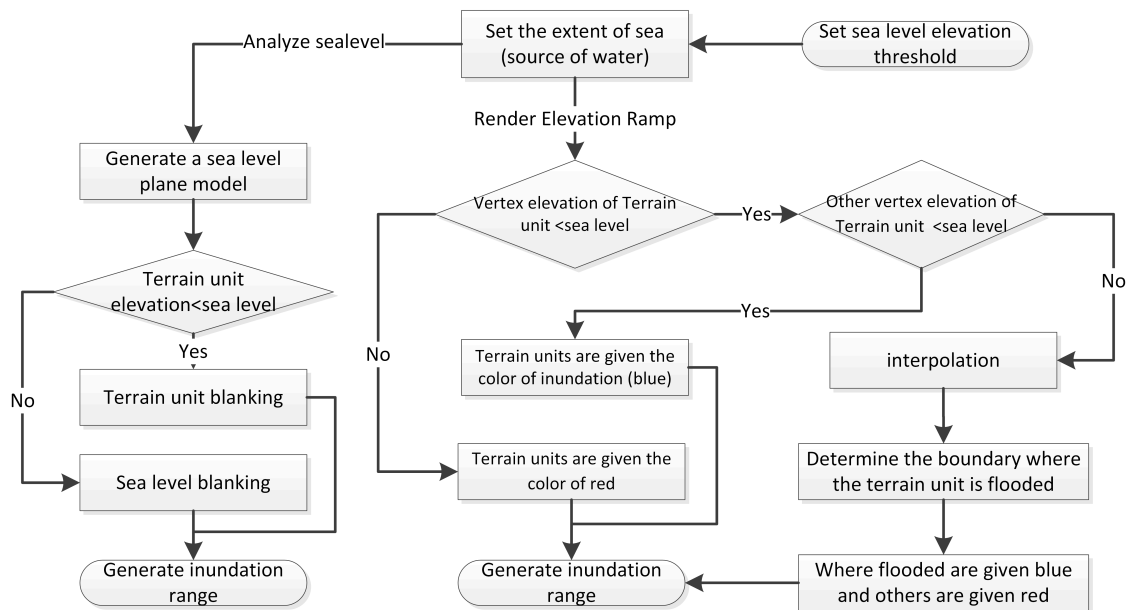 Set the extent of sea
(source of water)
Set sea level elevation
threshold
Analyze sealevel
Render Elevation Ramp
Generate a sea level
plane model
Vertex elevation of Terrain
unit <sea level
Yes
Other vertex elevation of
Terrain unit <sea level
Terrain unit
elevation<sea level
No
Yes
Yes
No
Terrain units are given the
color of inundation (blue)
interpolation
No
Terrain unit blanking
Terrain units are given the
color of red
Determine the boundary where
the terrain unit is flooded
Sea level blanking
Generate inundation
range
Generate inundation
range
Where flooded are given blue
and others are given red